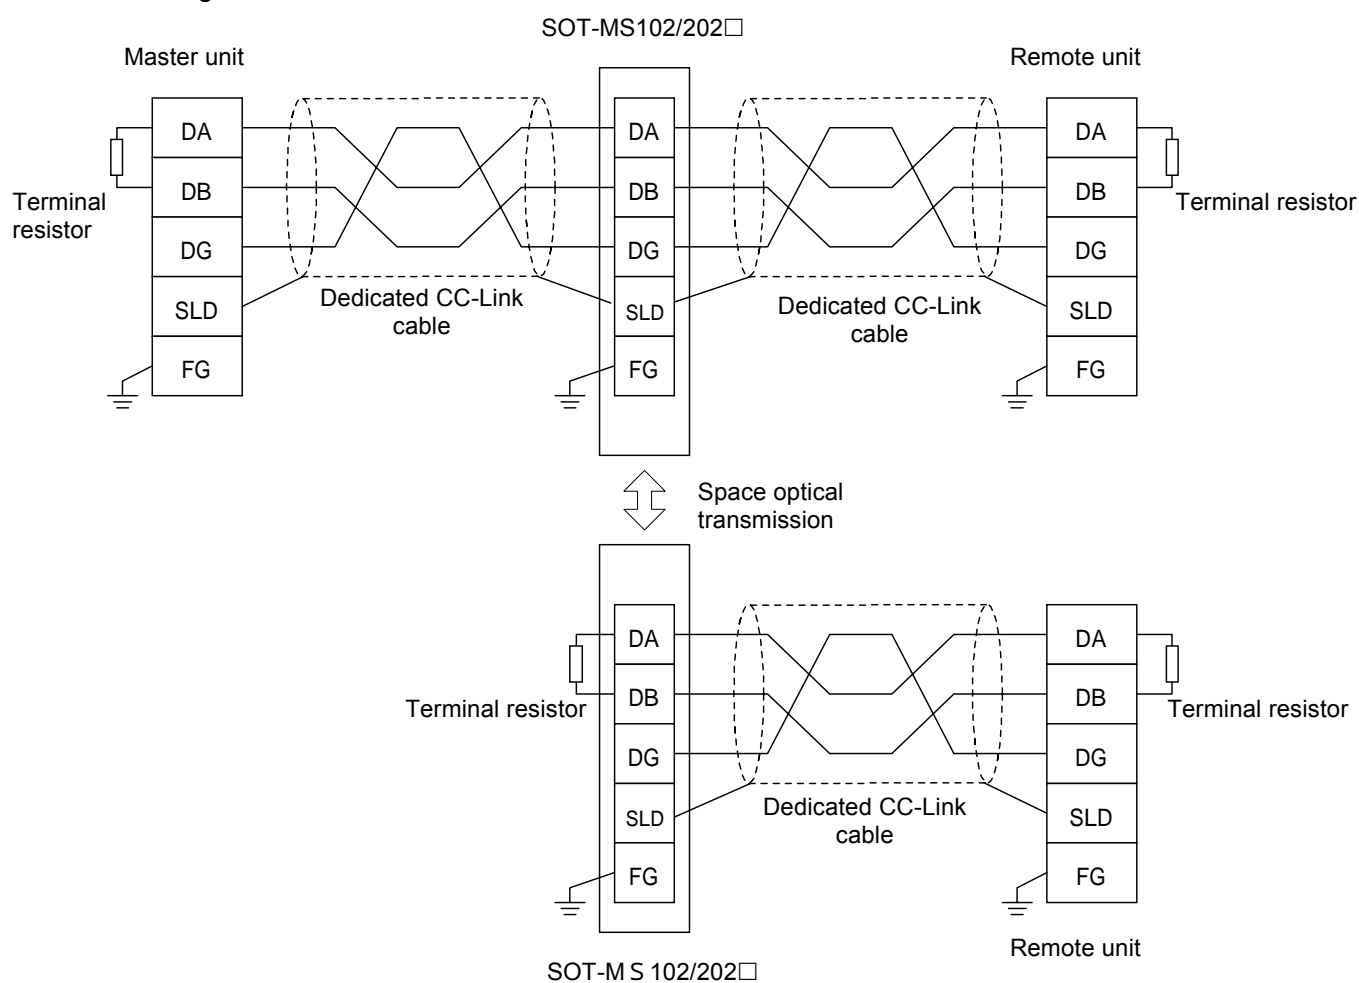 SOT-MS102/202□
Master unit
Remote unit
DA
DB
DG
SLD
FG
Terminal
resistor
Dedicated CC-Link
cable
DA
DB
DG
SLD
FG
Dedicated CC-Link
cable
DA
DB
DG
SLD
FG
Terminal resistor
Space optical
transmission
Terminal resistor
DA
DB
DG
SLD
FG
Dedicated CC-Link
cable
DA
DB
DG
SLD
FG
Terminal resistor
Remote unit
SOT-MS102/202□